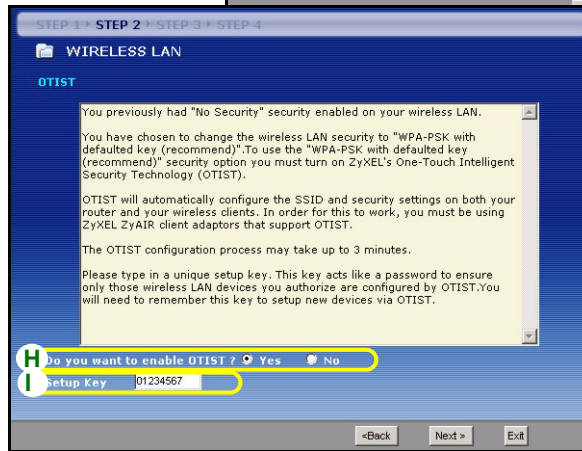 STEP 1 STEP 2 STEP 3 STEP 4
WIRELESS LAN
OTIST
You previously had "No Security" security enabled on your wireless LAN.
You have chosen to change the wireless LAN security to "WPA-PSK with
defaulted key (recommend)".To use the "WPA-PSK with defaulted key
(recommend)" security option you must turn on ZyXEL's One-Touch Intelligent
Security Technology (OTIST).
OTIST will automatically configure the SSID and security settings on both your
router and your wireless clients. In order for this to work, you must be using
ZyXEL ZyAIR client adaptors that support OTIST.
The OTIST configuration process may take up to 3 minutes.
Please type in a unique setup key. This key acts like a password to ensure
only those wireless LAN devices you authorize are configured by OTIST.You
will need to remember this key to setup new devices via OTIST.
H Do you want to enable OTIST ? Yes No
I Setup Key 01234567
<Back Next > Exit